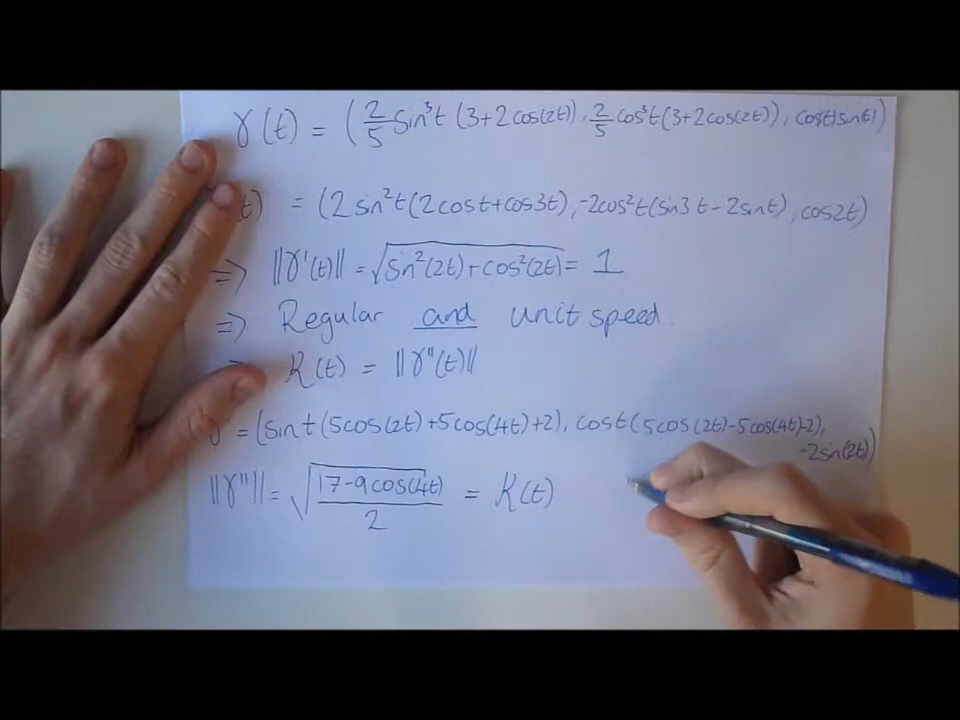 γ(t) = (2/5 sin³t (3+2cos(2t)), 2/5 cos³t(3+2cos(2t)), cos(t)sin(t))
t) = (2sin²t(2cost+cos3t), -2cos²t(sin3t-2sint), cos2t)
=> ||γ'(t)|| = √sin²(2t)+cos²(2t) = 1
=> Regular and unit speed
K(t) = ||γ''(t)||
= (sint(5cos(2t)+5cos(4t)+2), cost(5cos(2t)-5cos(4t)-2),
-2sin(2t))
||γ''|| = √(17-9cos(4t)/2) = K(t)